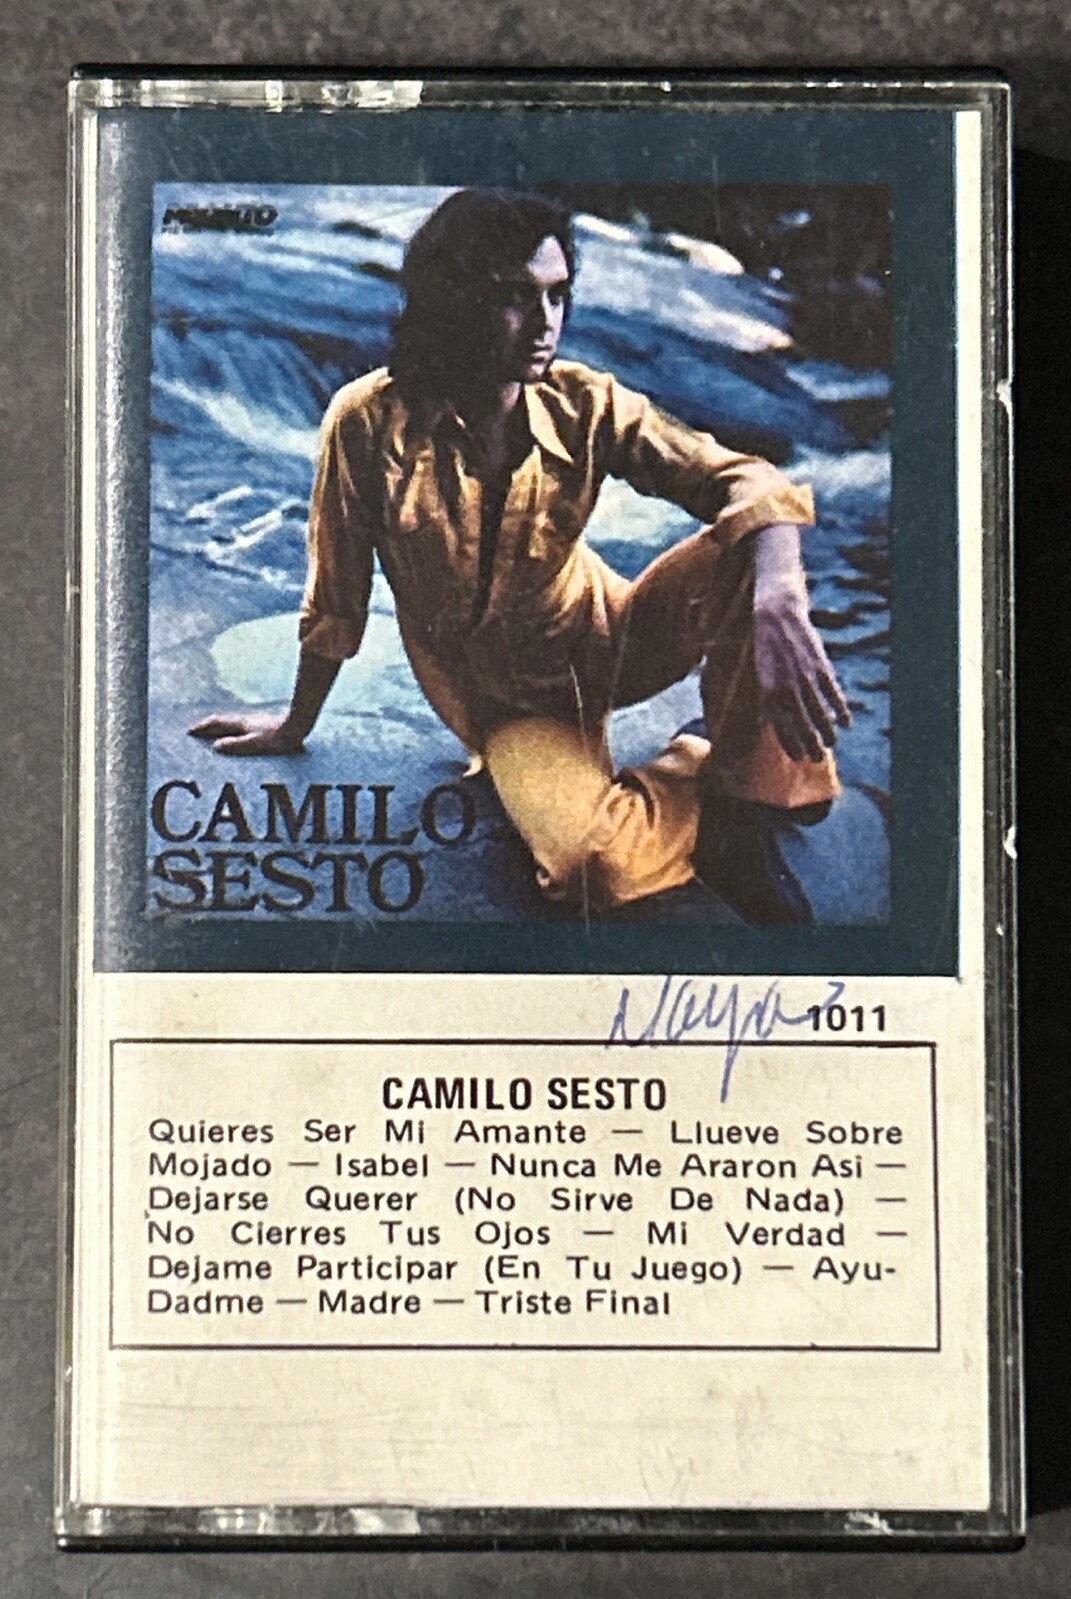 PRONTO
CAMILO
SESTO
Nayra
1011
CAMILO SESTO
Quieres Ser Mi Amante — Llueve Sobre
Mojado — Isabel — Nunca Me Araron Asi —
Dejarse Querer (No Sirve De Nada) —
No Cierres Tus Ojos — Mi Verdad —
Dejame Participar (En Tu Juego) — Ayu-
Dadme — Madre — Triste Final